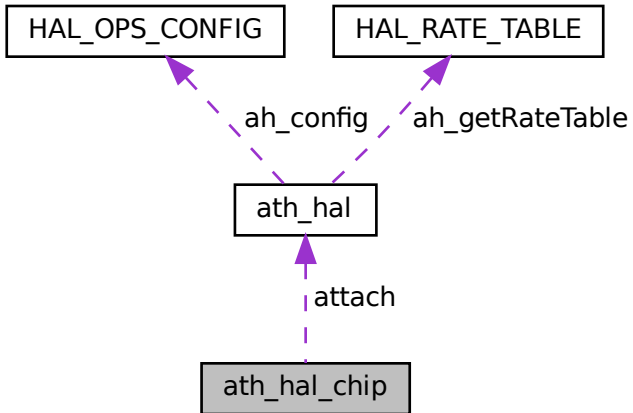 HAL_OPS_CONFIG
HAL_RATE_TABLE
ah_config
ah_getRateTable
ath_hal
attach
ath_hal_chip